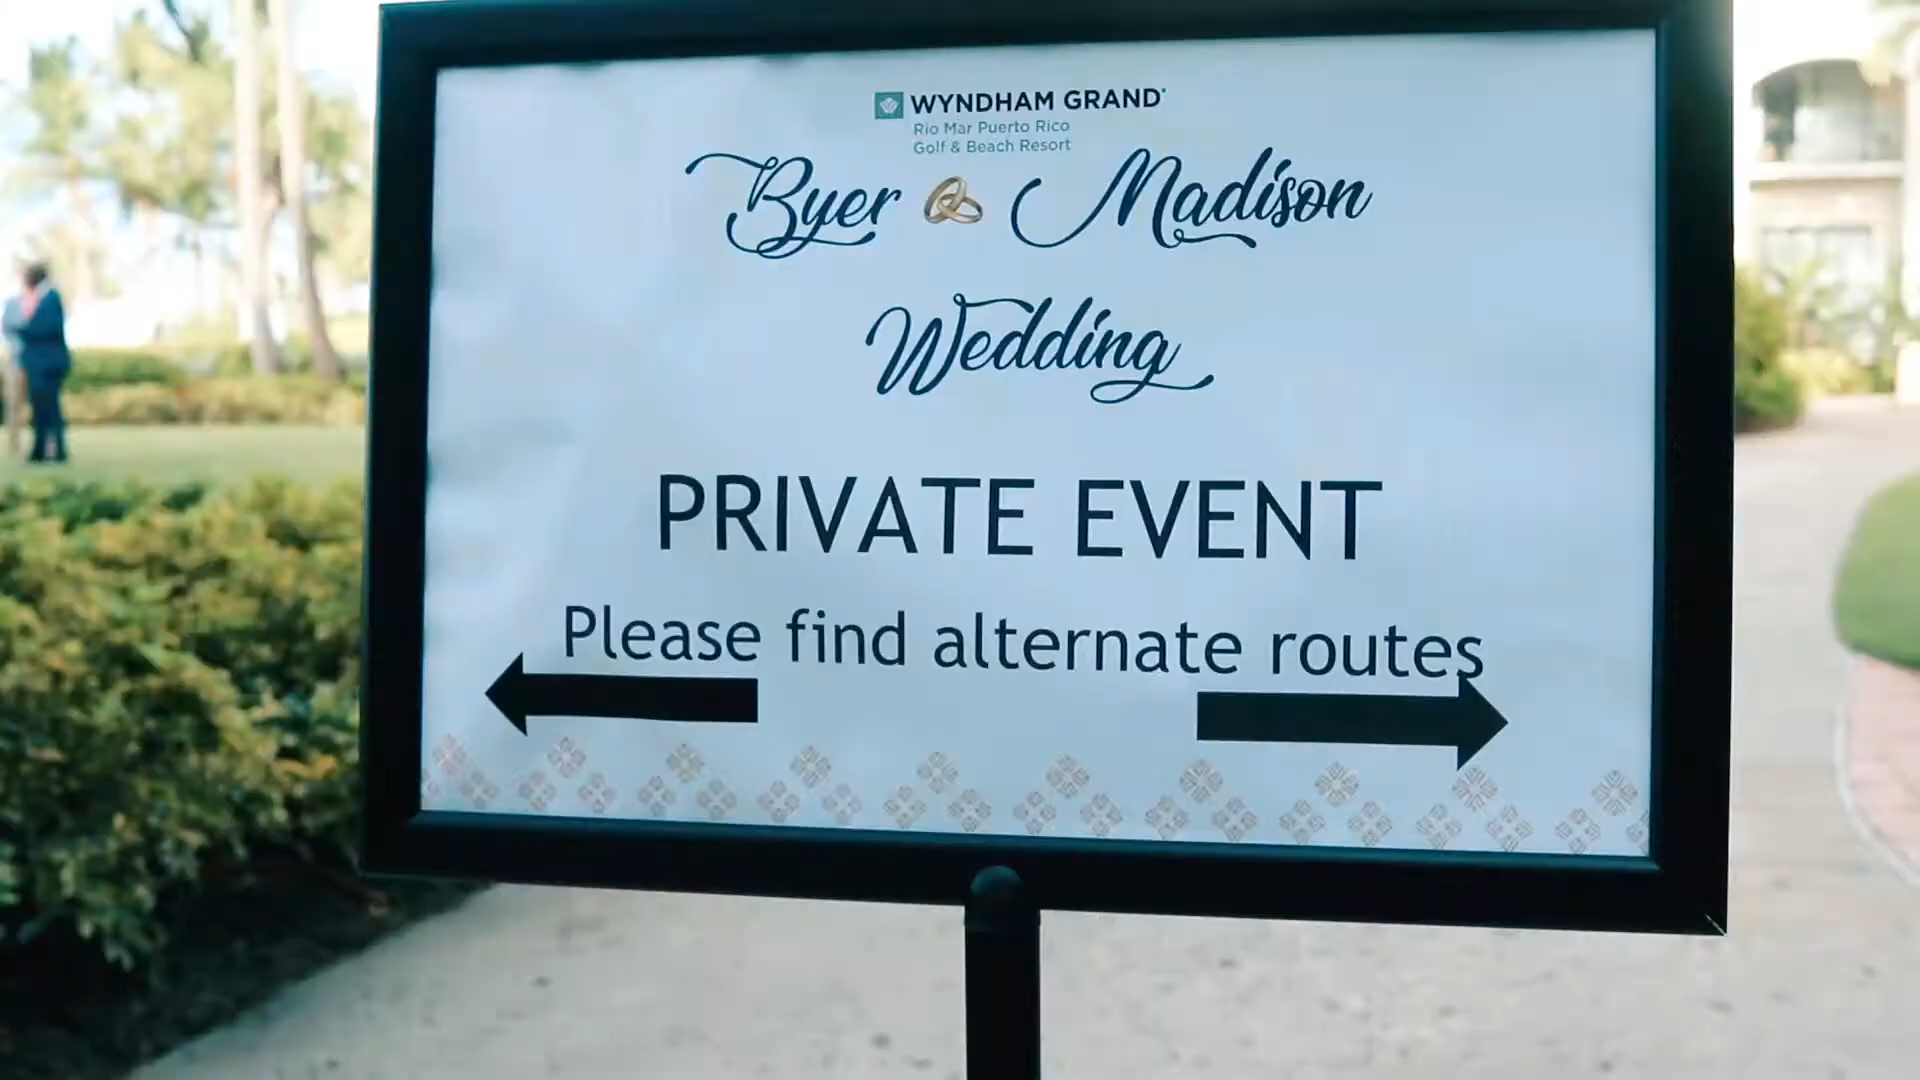 WYNDHAM GRAND
Rio Mar Puerto Rico
Golf & Beach Resort
Byer Madison
Wedding
PRIVATE EVENT
Please find alternate routes